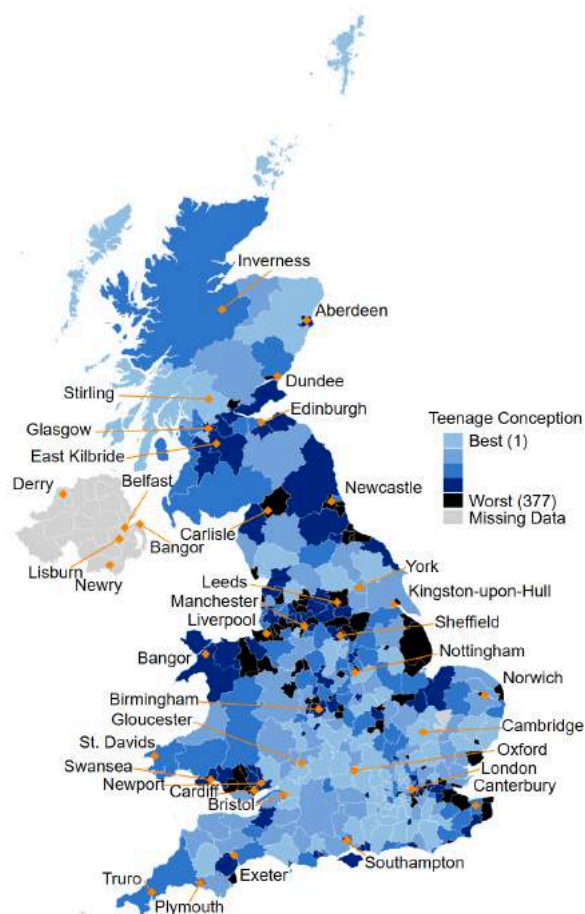 Inverness
Aberdeen
Dundee
Stirling
Edinburgh
Glasgow
East Kilbride
Teenage Conception
Best (1)
Worst (377)
Missing Data
Belfast
Derry
Newcastle
Carlisle
Bangor
Lisburn
Newry
York
Leeds
Kingston-upon-Hull
Manchester
Liverpool
Sheffield
Bangor
Nottingham
Norwich
Birmingham
Gloucester
Cambridge
St. Davids
Oxford
Swansea
London
Newport
Canterbury
Cardiff
Bristol
Southampton
Exeter
Truro
Plymouth